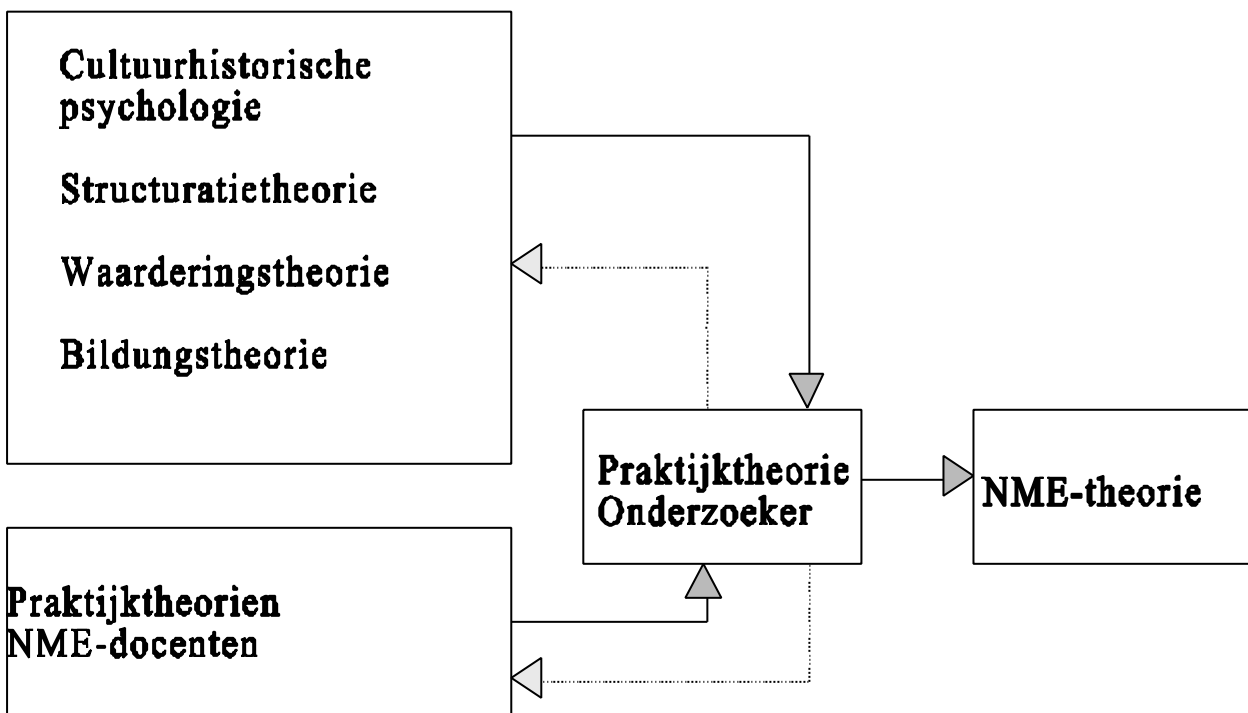 Cultuurhistorische
psychologie
Structuratietheorie
Waarderingstheorie
Bildungstheorie
Praktijktheorie
Onderzoeker
NME-theorie
Praktijktheorien
NME-docenten